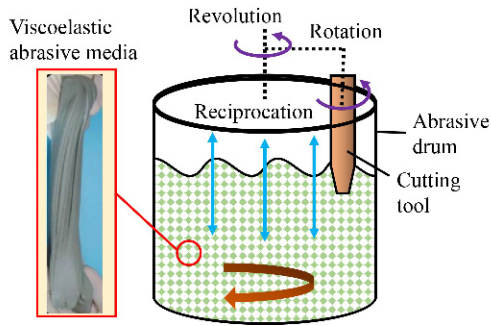 Viscoelastic
abrasive media
Revolution
Rotation
Reciprocation
Abrasive
drum
Cutting
tool